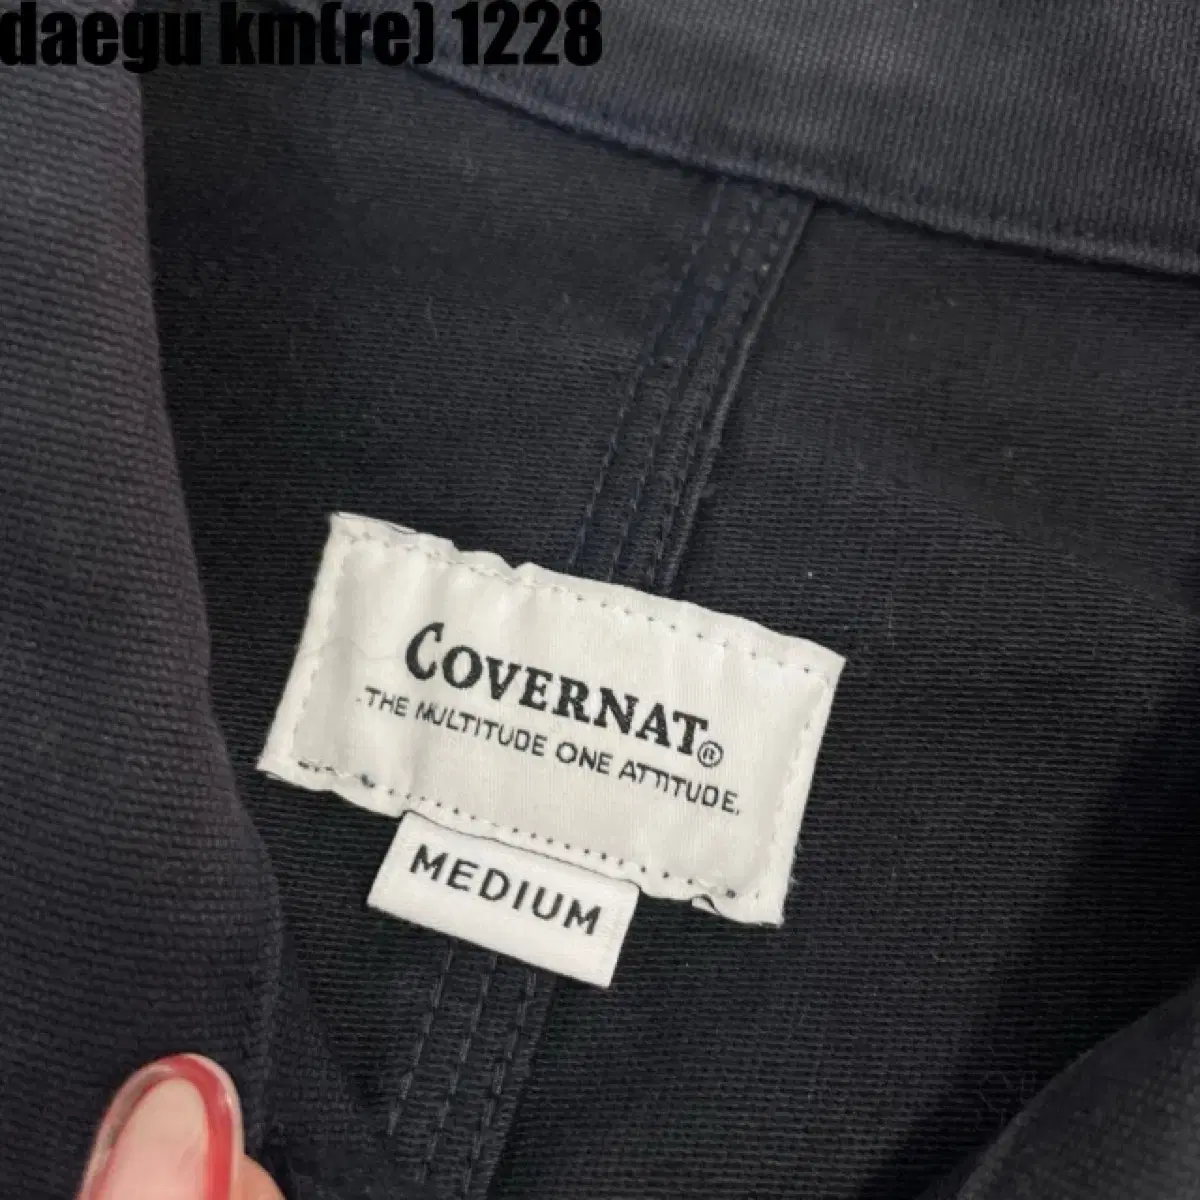 daegu km(re) 1228
COVERNAT®
.THE MULTITUDE ONE ATTITUDE.
MEDIUM